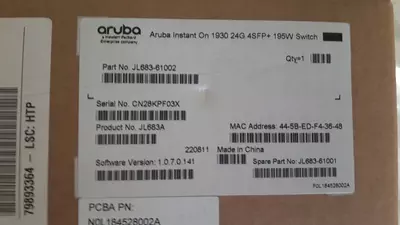 aruba
a Hewlett Packard
Enterprise company
Aruba Instant On 1930 24G 4SFP+ 195W Switch
Part No. JL683-61002
Qty=1
Serial No. CN28KPF03X
Product No. JL683A
MAC Address: 44-5B-ED-F4-36-48
220811 Made in China
Software Version: 1.0.7.0.141
Spare Part No: JL683-61001
N0L184528002A
PCBA PN:
N0L184528002A
79893364 - LSC: HTP